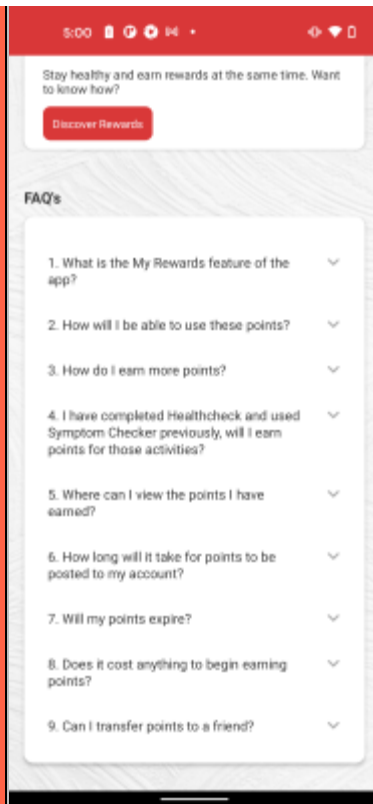 5:00
Stay healthy and earn rewards at the same time. Want
to know how?
Discover Rewards
FAQ's
1. What is the My Rewards feature of the
app?
2. How will I be able to use these points?
3. How do I earn more points?
4. I have completed Healthcheck and used
Symptom Checker previously, will I earn
points for those activities?
5. Where can I view the points I have
earned?
6. How long will it take for points to be
posted to my account?
7. Will my points expire?
8. Does it cost anything to begin earning
points?
9. Can I transfer points to a friend?